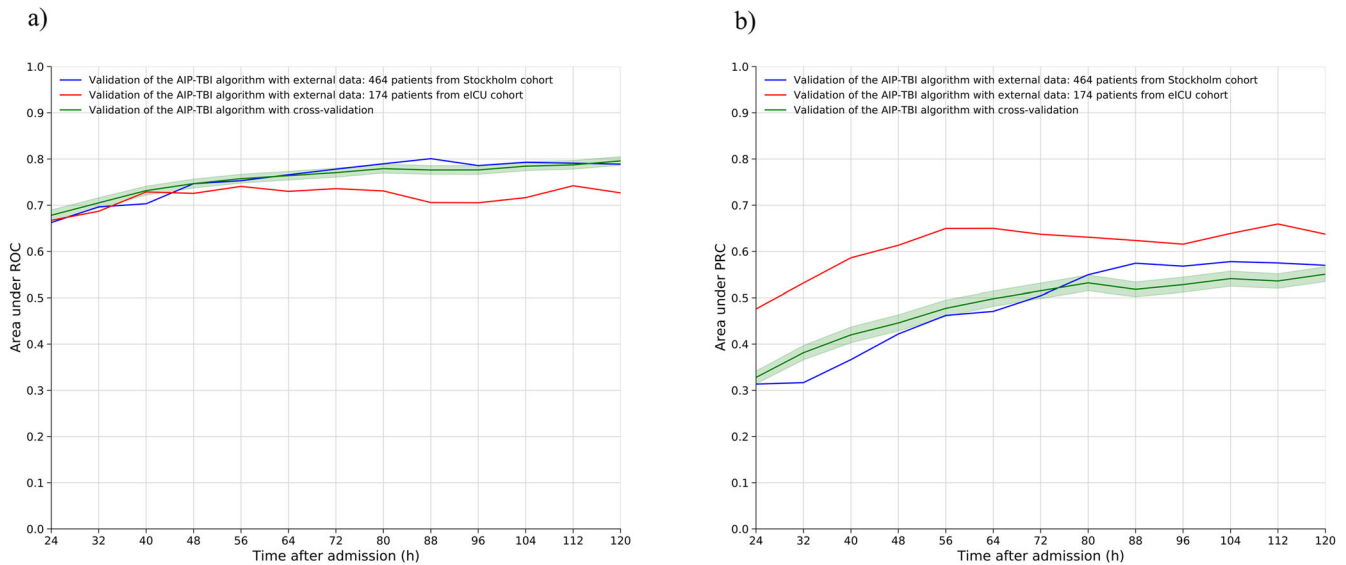 a)
1.0
Validation of the AIP-TBI algorithm with external data: 464 patients from Stockholm cohort
Validation of the AIP-TBI algorithm with external data: 174 patients from eICU cohort
Validation of the AIP-TBI algorithm with cross-validation
0.9
0.8
0.7
0.6
0.5
0.4
0.3
0.2
0.1
0.0
Area under ROC
24 32 40 48 56 64 72 80 88 96 104 112 120
Time after admission (h)
b)
1.0
Validation of the AIP-TBI algorithm with external data: 464 patients from Stockholm cohort
Validation of the AIP-TBI algorithm with external data: 174 patients from eICU cohort
Validation of the AIP-TBI algorithm with cross-validation
0.9
0.8
0.7
0.6
0.5
0.4
0.3
0.2
0.1
0.0
Area under PRC
24 32 40 48 56 64 72 80 88 96 104 112 120
Time after admission (h)